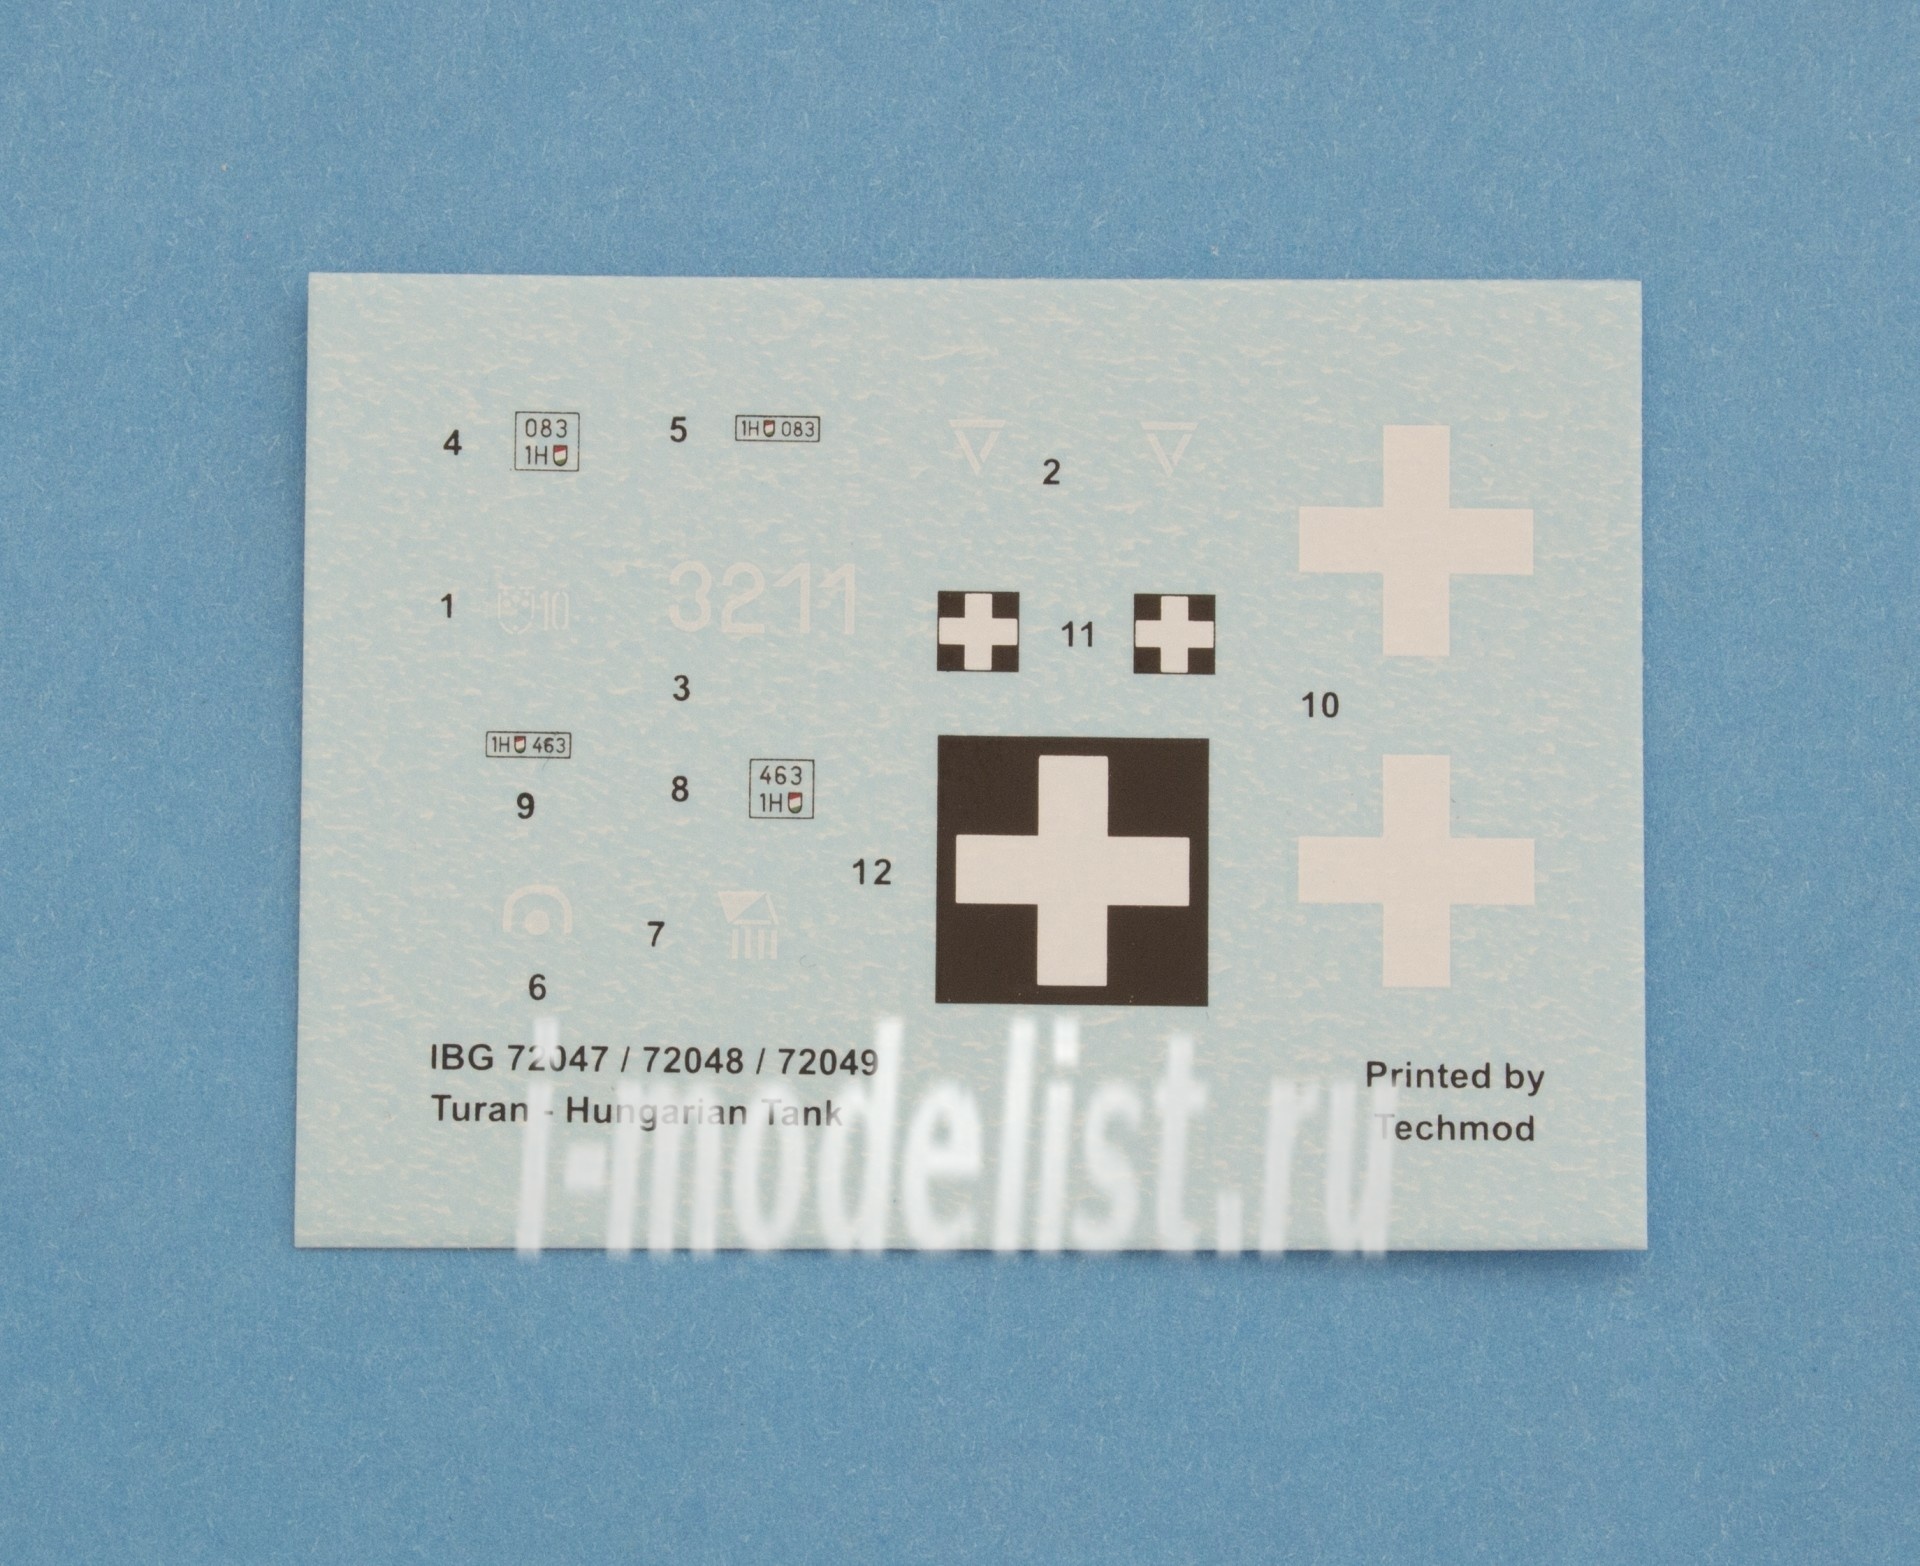 4
083
1H
5
1H 083
2
1
10
3211
3
11
10
1H 463
9
8
463
1H
12
7
6
IBG 72047 / 72048 / 72049
Turan - Hungarian Tank
Printed by
Techmod
i-modelist.ru